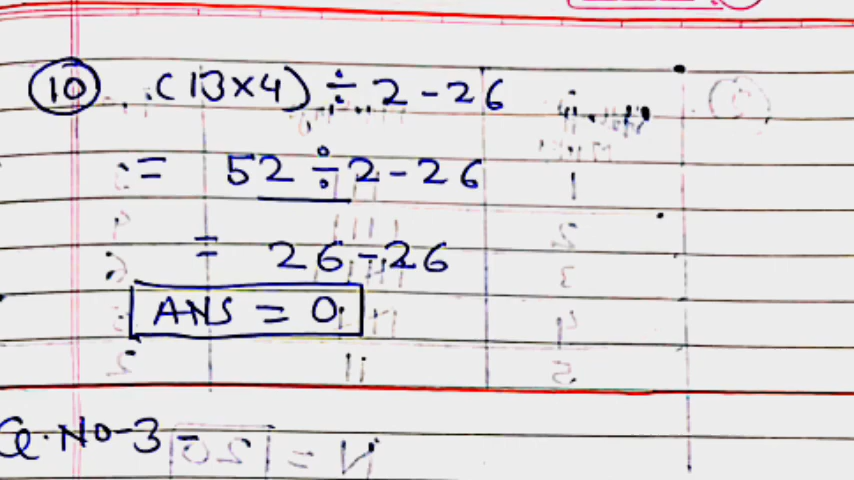 10 (13×4) ÷ 2 - 26
= 52 ÷ 2 - 26
= 26 - 26
ANS = 0
Q.No-3 -